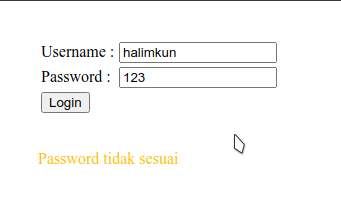 Username : halimkun
Password : 123
Login
Password tidak sesuai